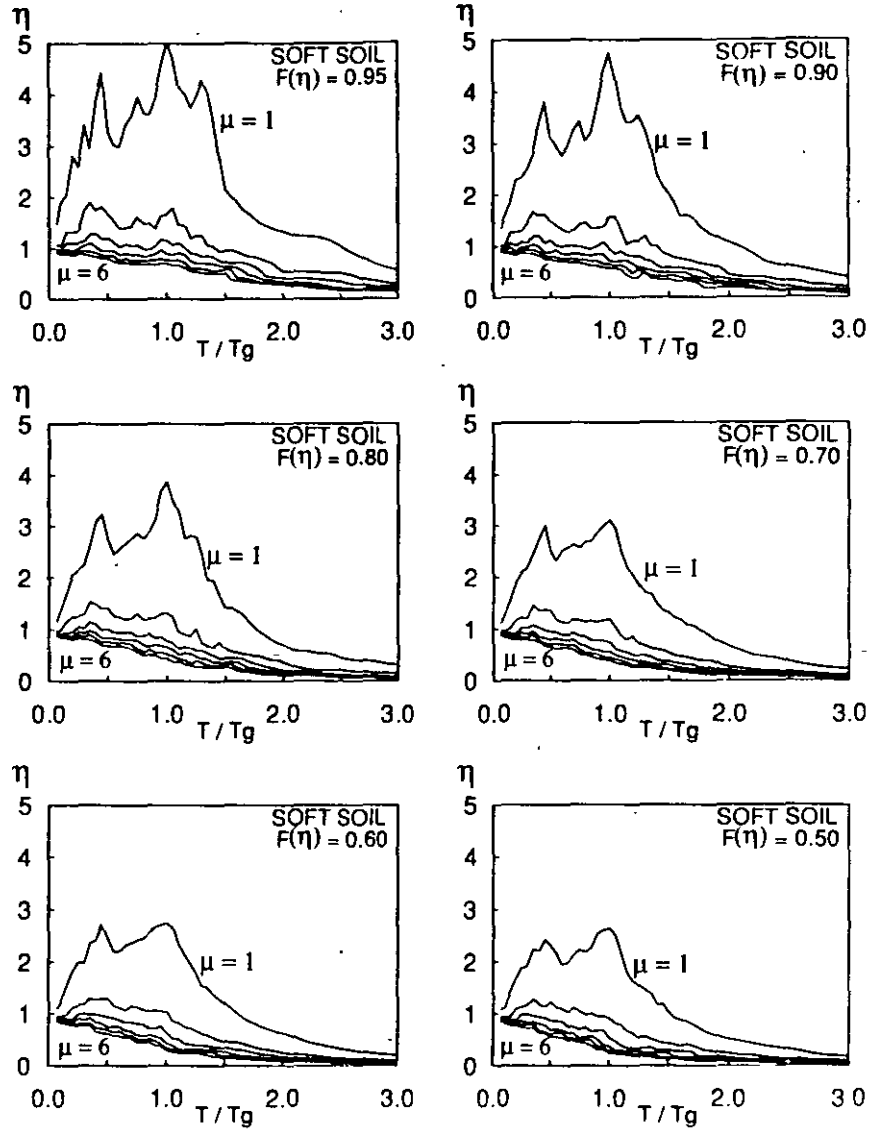 η
5
4
3
2
1
0
SOFT SOIL
F(η) = 0.95
μ = 1
μ = 6
0.0 1.0 2.0 3.0
T / Tg
η
5
4
3
2
1
0
SOFT SOIL
F(η) = 0.90
μ = 1
μ = 6
0.0 1.0 2.0 3.0
T / Tg
η
5
4
3
2
1
0
SOFT SOIL
F(η) = 0.80
μ = 1
μ = 6
0.0 1.0 2.0 3.0
T / Tg
η
5
4
3
2
1
0
SOFT SOIL
F(η) = 0.70
μ = 1
μ = 6
0.0 1.0 2.0 3.0
T / Tg
η
5
4
3
2
1
0
SOFT SOIL
F(η) = 0.60
μ = 1
μ = 6
0.0 1.0 2.0 3.0
T / Tg
η
5
4
3
2
1
0
SOFT SOIL
F(η) = 0.50
μ = 1
μ = 6
0.0 1.0 2.0 3.0
T / Tg